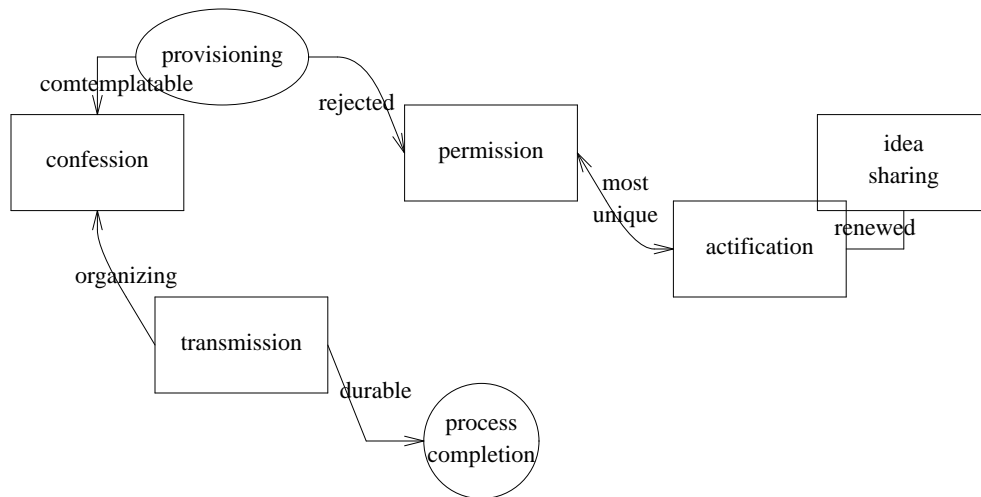 provisioning
comtemplatable
rejected
confession
permission
idea
sharing
most
unique
renewed
actification
organizing
transmission
durable
process
completion